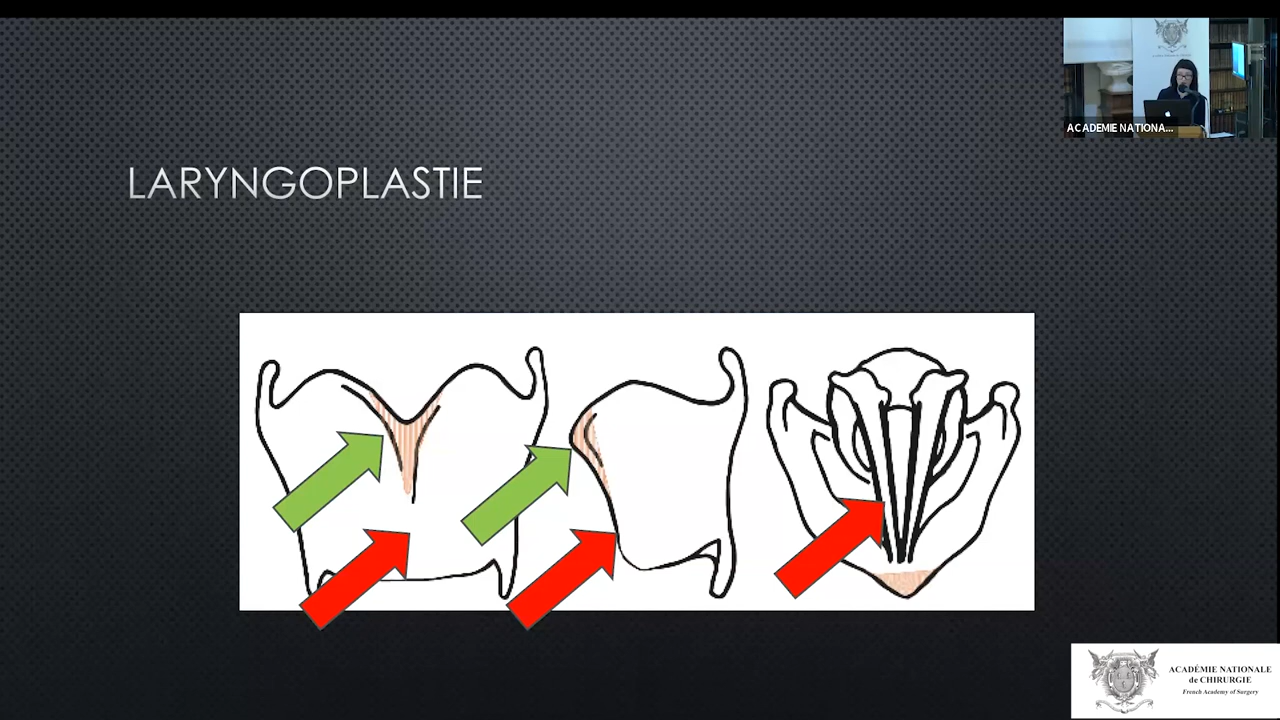 ACADEMIE NATIONA...
LARYNGOPLASTIE
ACADÉMIE NATIONALE
de CHIRURGIE
French Academy of Surgery